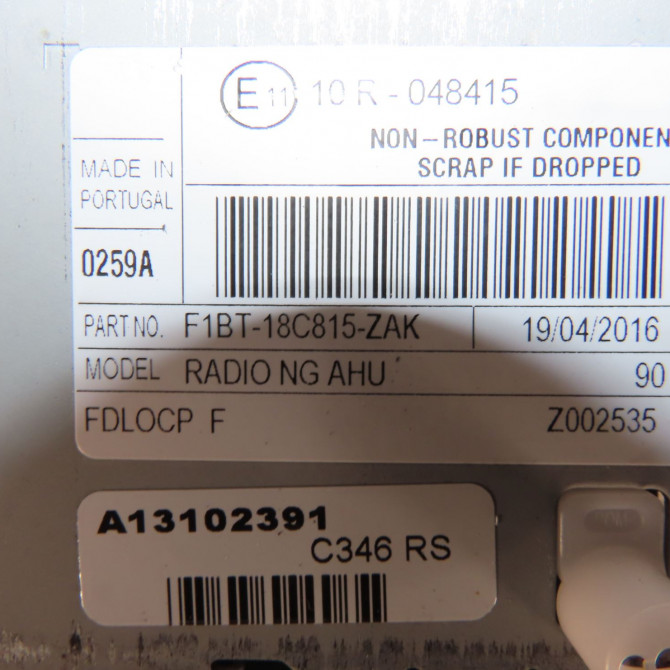 E11 10 R - 048415
NON-ROBUST COMPONEN
SCRAP IF DROPPED
MADE IN
PORTUGAL
0259A
PART NO. F1BT-18C815-ZAK 19/04/2016
MODEL RADIO NG AHU 90
FDLOCP F Z002535
A13102391
C346 RS